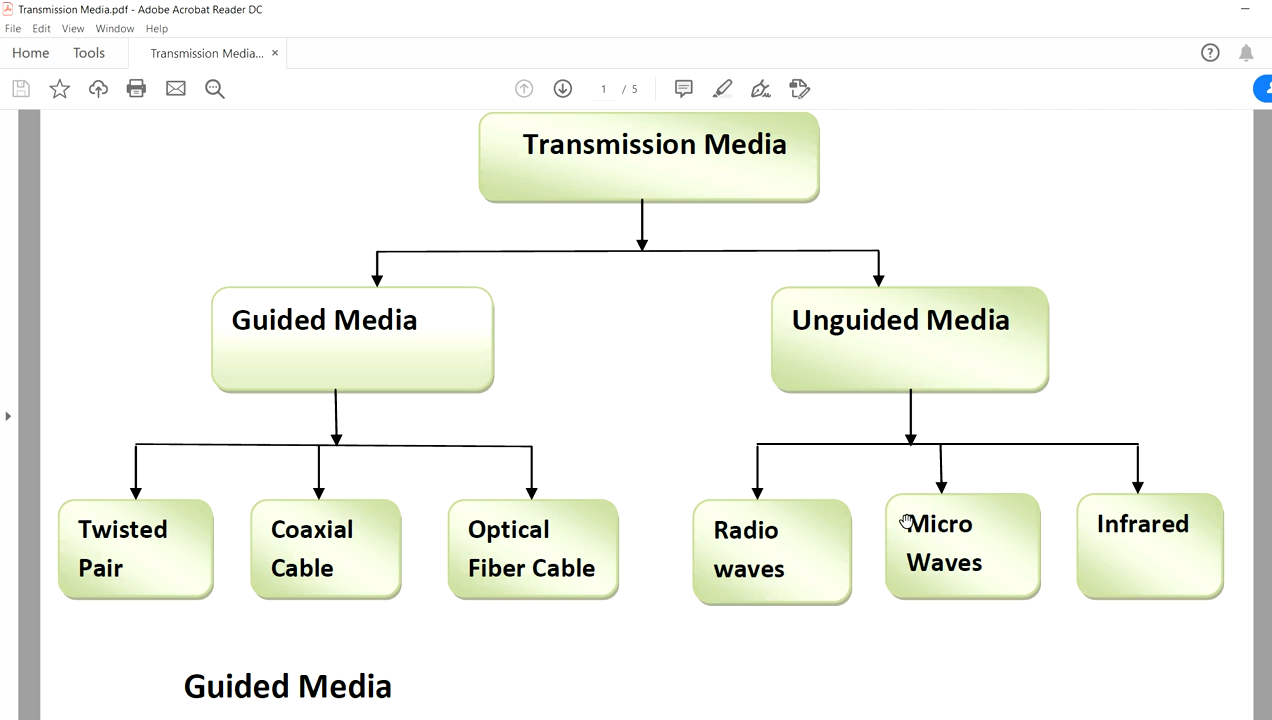 Transmission Media.pdf - Adobe Acrobat Reader DC
File Edit View Window Help
Home Tools Transmission Media... ×
1 / 5
Transmission Media
Guided Media
Unguided Media
Twisted
Pair
Coaxial
Cable
Optical
Fiber Cable
Radio
waves
Micro
Waves
Infrared
Guided Media